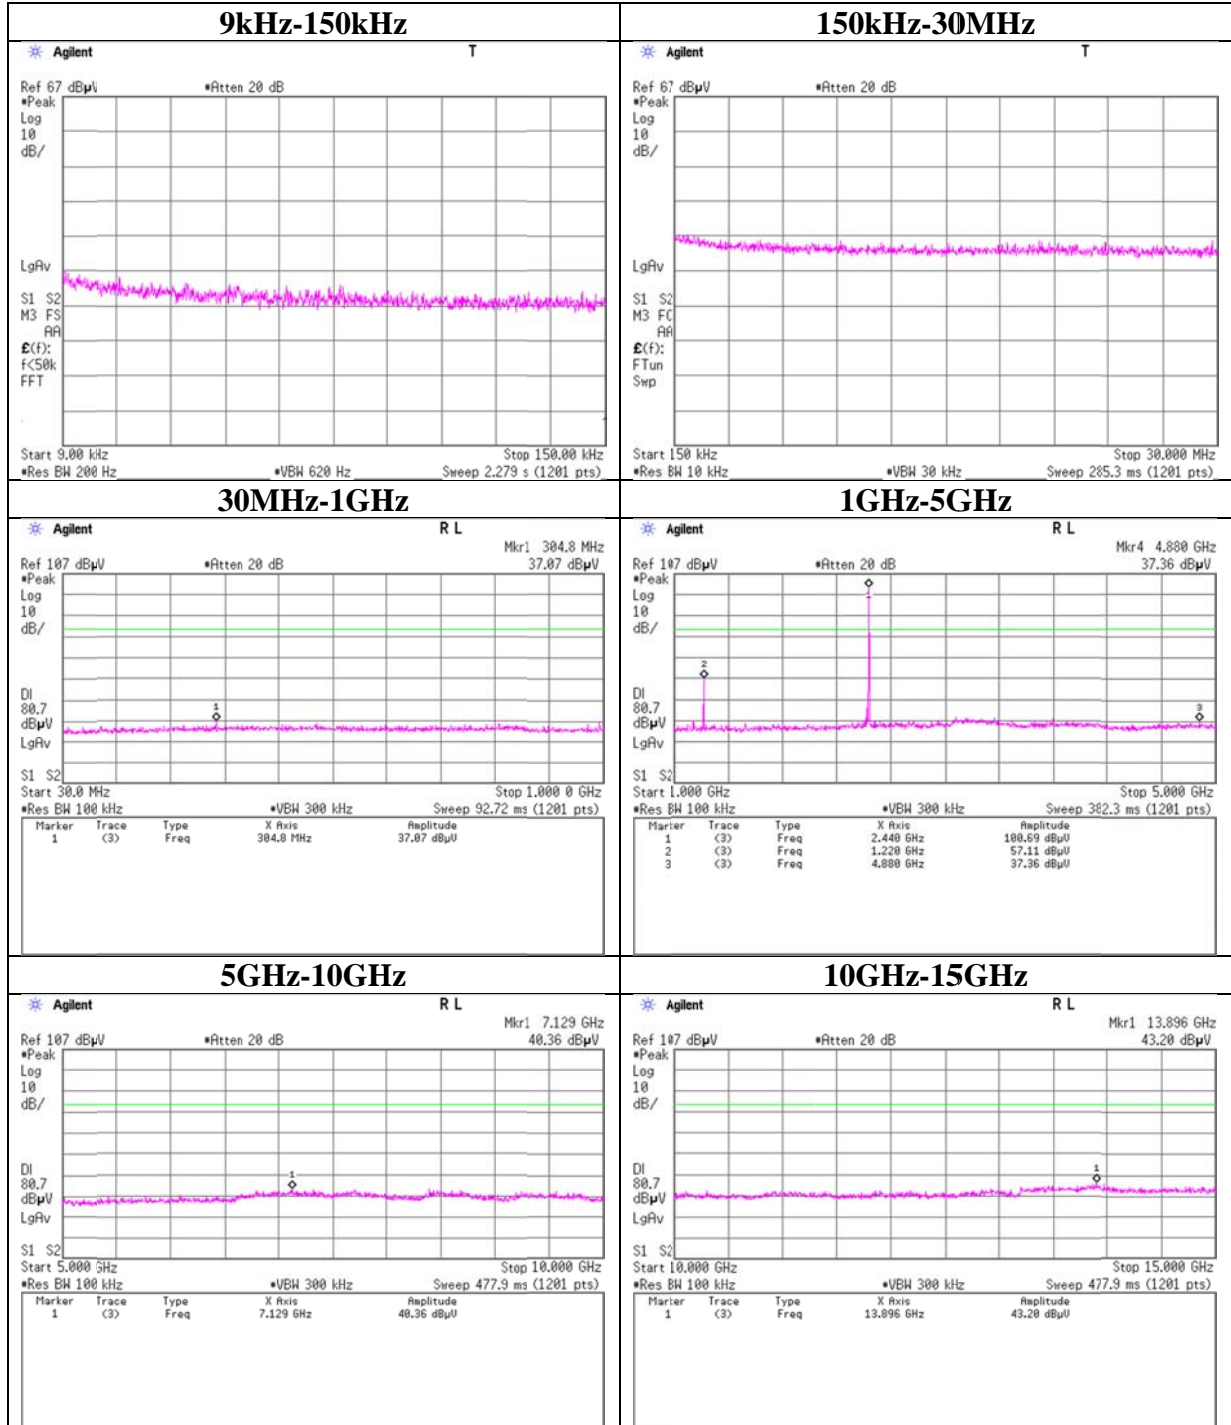 9kHz-150kHz
Agilent T
Ref 67 dBµV #Atten 20 dB
#Peak
Log
10
dB/
LgAv
S1 S2
M3 FS
AA
£(f):
f<50k
FFT
Start 9.00 kHz Stop 150.00 kHz
#Res BW 200 Hz #VBW 620 Hz Sweep 2.279 s (1201 pts)
150kHz-30MHz
Agilent T
Ref 67 dBµV #Atten 20 dB
#Peak
Log
10
dB/
LgAv
S1 S2
M3 FC
AA
£(f):
FTun
Swp
Start 150 kHz Stop 30.000 MHz
#Res BW 10 kHz #VBW 30 kHz Sweep 285.3 ms (1201 pts)
30MHz-1GHz
Agilent R L
Mkr1 304.8 MHz
Ref 107 dBµV #Atten 20 dB 37.07 dBµV
#Peak
Log
10
dB/
1
DI
80.7
dBµV
LgAv
S1 S2
Start 30.0 MHz Stop 1.000 0 GHz
#Res BW 100 kHz #VBW 300 kHz Sweep 92.72 ms (1201 pts)
Marker Trace Type X Axis Amplitude
1 (3) Freq 304.8 MHz 37.07 dBµV
1GHz-5GHz
Agilent R L
Mkr4 4.880 GHz
Ref 107 dBµV #Atten 20 dB 37.36 dBµV
#Peak
Log
10
dB/
1
2
3
DI
80.7
dBµV
LgAv
S1 S2
Start 1.000 GHz Stop 5.000 GHz
#Res BW 100 kHz #VBW 300 kHz Sweep 382.3 ms (1201 pts)
Marker Trace Type X Axis Amplitude
1 (3) Freq 2.440 GHz 100.69 dBµV
2 (3) Freq 1.220 GHz 57.11 dBµV
3 (3) Freq 4.880 GHz 37.36 dBµV
5GHz-10GHz
Agilent R L
Mkr1 7.129 GHz
Ref 107 dBµV #Atten 20 dB 40.36 dBµV
#Peak
Log
10
dB/
1
DI
80.7
dBµV
LgAv
S1 S2
Start 5.000 GHz Stop 10.000 GHz
#Res BW 100 kHz #VBW 300 kHz Sweep 477.9 ms (1201 pts)
Marker Trace Type X Axis Amplitude
1 (3) Freq 7.129 GHz 40.36 dBµV
10GHz-15GHz
Agilent R L
Mkr1 13.896 GHz
Ref 107 dBµV #Atten 20 dB 43.20 dBµV
#Peak
Log
10
dB/
1
DI
80.7
dBµV
LgAv
S1 S2
Start 10.000 GHz Stop 15.000 GHz
#Res BW 100 kHz #VBW 300 kHz Sweep 477.9 ms (1201 pts)
Marker Trace Type X Axis Amplitude
1 (3) Freq 13.896 GHz 43.20 dBµV